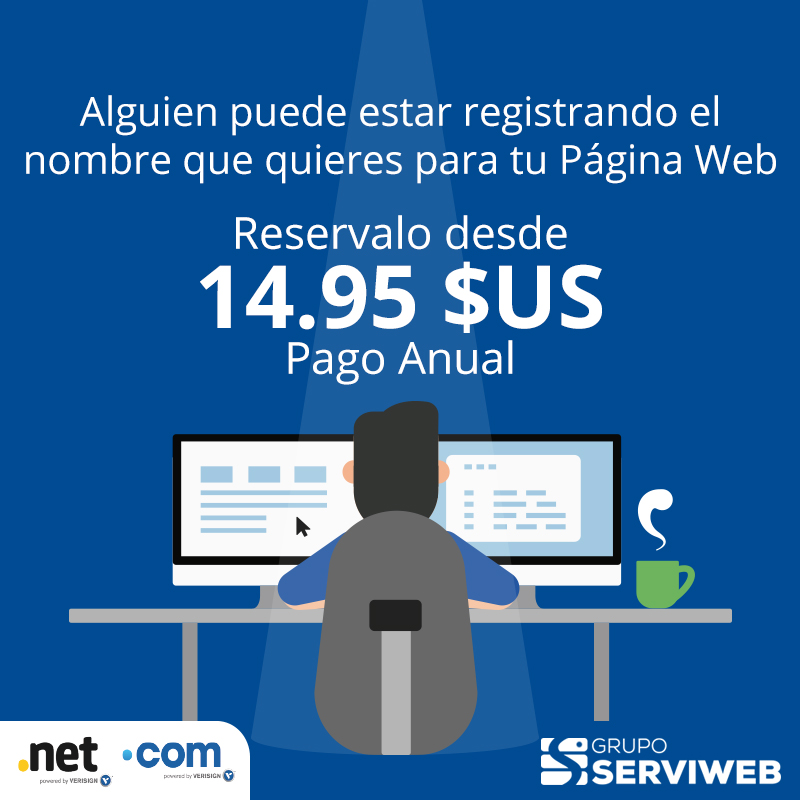 Alguien puede estar registrando el
nombre que quieres para tu Página Web
Reservalo desde
14.95 $US
Pago Anual
.net
powered by VERISIGN
.com
powered by VERISIGN
GRUPO
SERVIWEB